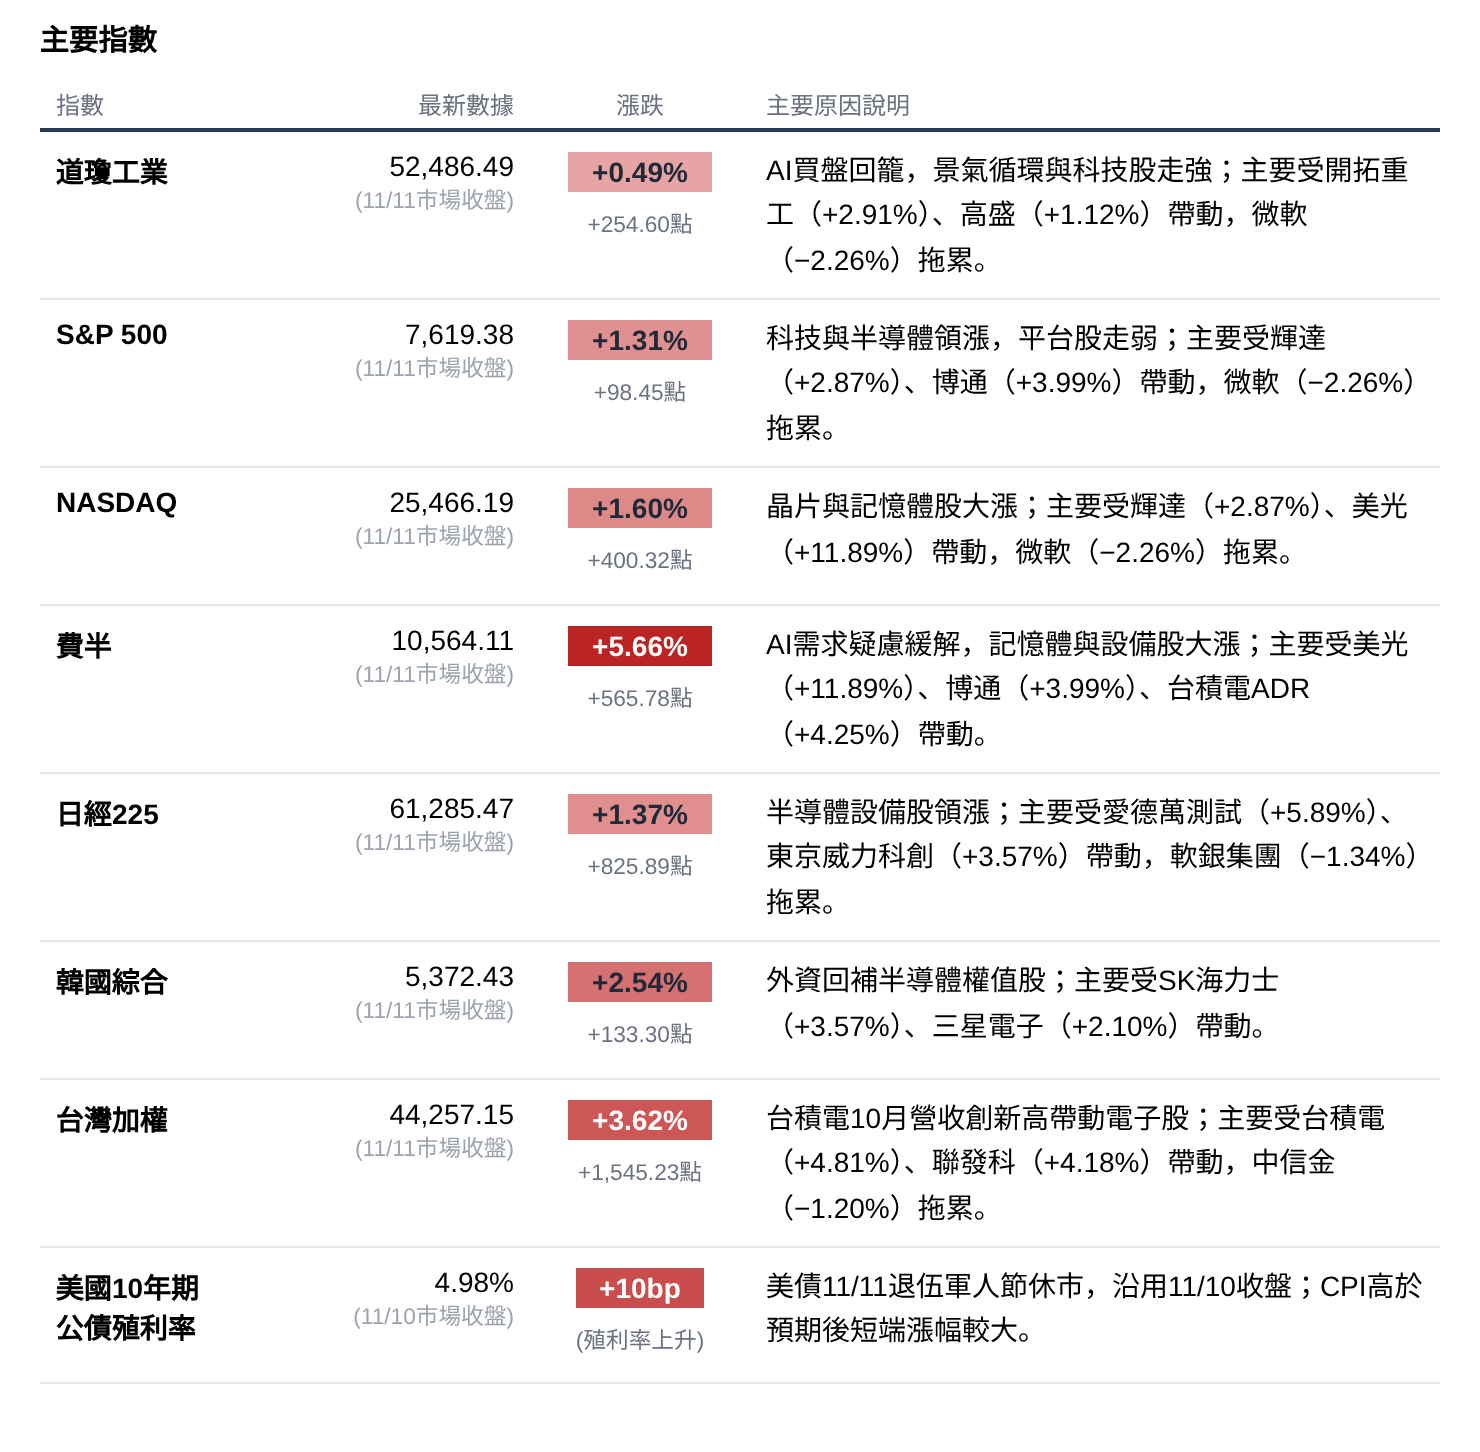 主要指數
指數 最新數據 漲跌 主要原因說明
道瓊工業 52,486.49 +0.49% AI買盤回籠，景氣循環與科技股走強；主要受開拓重
(11/11市場收盤) +254.60點 工（+2.91%）、高盛（+1.12%）帶動，微軟
（−2.26%）拖累。
S&P 500 7,619.38 +1.31% 科技與半導體領漲，平台股走弱；主要受輝達
(11/11市場收盤) +98.45點 （+2.87%）、博通（+3.99%）帶動，微軟（−2.26%）
拖累。
NASDAQ 25,466.19 +1.60% 晶片與記憶體股大漲；主要受輝達（+2.87%）、美光
(11/11市場收盤) +400.32點 （+11.89%）帶動，微軟（−2.26%）拖累。
費半 10,564.11 +5.66% AI需求疑慮緩解，記憶體與設備股大漲；主要受美光
(11/11市場收盤) +565.78點 （+11.89%）、博通（+3.99%）、台積電ADR
（+4.25%）帶動。
日經225 61,285.47 +1.37% 半導體設備股領漲；主要受愛德萬測試（+5.89%）、
(11/11市場收盤) +825.89點 東京威力科創（+3.57%）帶動，軟銀集團（−1.34%）
拖累。
韓國綜合 5,372.43 +2.54% 外資回補半導體權值股；主要受SK海力士
(11/11市場收盤) +133.30點 （+3.57%）、三星電子（+2.10%）帶動。
台灣加權 44,257.15 +3.62% 台積電10月營收創新高帶動電子股；主要受台積電
(11/11市場收盤) +1,545.23點 （+4.81%）、聯發科（+4.18%）帶動，中信金
（−1.20%）拖累。
美國10年期 4.98% +10bp 美債11/11退伍軍人節休市，沿用11/10收盤；CPI高於
公債殖利率 (11/10市場收盤) (殖利率上升) 預期後短端漲幅較大。